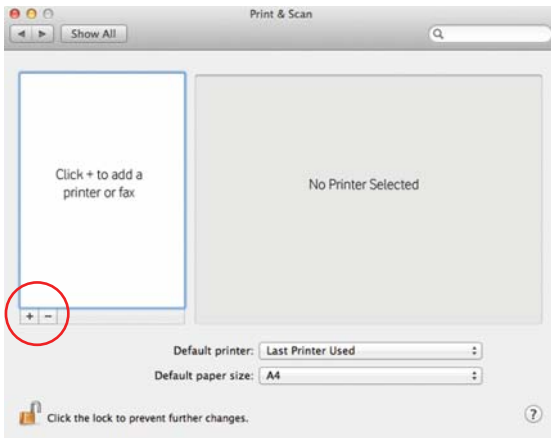 Print & Scan
Show All
Click + to add a
printer or fax
No Printer Selected
+ −
Default printer: Last Printer Used
Default paper size: A4
Click the lock to prevent further changes.
?